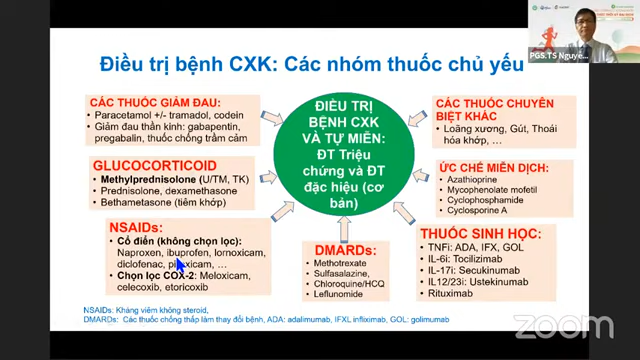 Điều trị bệnh CXK: Các nhóm thuốc chủ yếu
CÁC THUỐC GIẢM ĐAU:
• Paracetamol +/- tramadol, codein
• Giảm đau thần kinh: gabapentin,
pregabalin, thuốc chống trầm cảm
GLUCOCORTICOID
• Methylprednisolone (U/TM, TK)
• Prednisolone, dexamethasone
• Bethametasone (tiêm khớp)
NSAIDs:
• Cổ điển (không chọn lọc):
Naproxen, ibuprofen, lornoxicam,
diclofenac, piroxicam, ...
• Chọn lọc COX-2: Meloxicam,
celecoxib, etoricoxib
ĐIỀU TRỊ
BỆNH CXK
VÀ TỰ MIỄN:
ĐT Triệu
chứng và ĐT
đặc hiệu (cơ
bản)
DMARDs:
• Methotrexate
• Sulfasalazine,
• Chloroquine/HCQ
• Leflunomide
CÁC THUỐC CHUYÊN
BIỆT KHÁC:
• Loãng xương, Gút, Thoái
hóa khớp, ...
ỨC CHẾ MIỄN DỊCH:
• Azathioprine
• Mycophenolate mofetil
• Cyclophosphamide
• Cyclosporine A
THUỐC SINH HỌC:
• TNFi: ADA, IFX, GOL
• IL-6i: Tocilizimab
• IL-17i: Secukinumab
• IL12/23i: Ustekinumab
• Rituximab
NSAIDs: Kháng viêm không steroid,
DMARDs: Các thuốc chống thấp làm thay đổi bệnh, ADA: adalimumab, IFXL infliximab, GOL: golimumab
PGS.TS Nguye...
zoom